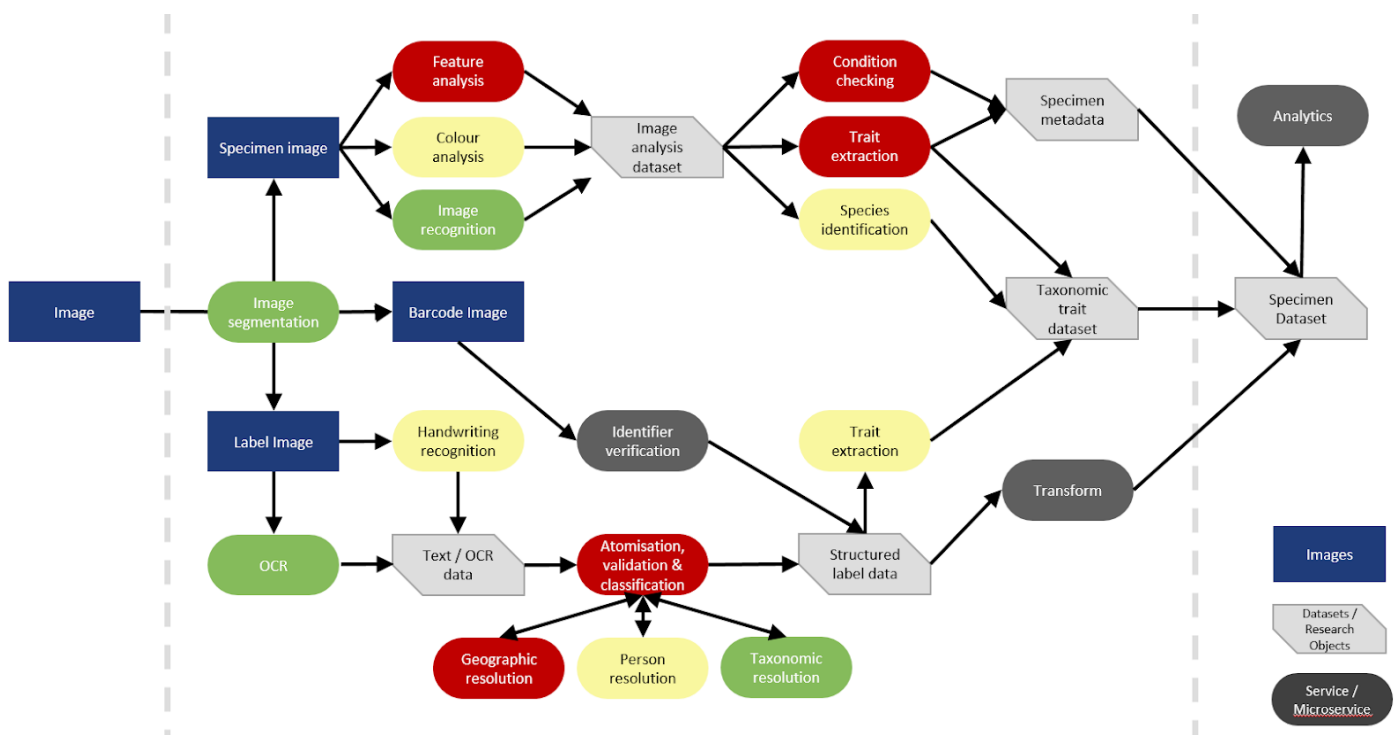 Feature
analysis
Condition
checking
Specimen
metadata
Analytics
Specimen image
Colour
analysis
Image
analysis
dataset
Trait
extraction
Image
recognition
Species
identification
Image
Image
segmentation
Barcode Image
Taxonomic
trait
dataset
Specimen
Dataset
Label Image
Handwriting
recognition
Identifier
verification
Trait
extraction
Transform
OCR
Text / OCR
data
Atomisation,
validation &
classification
Structured
label data
Images
Geographic
resolution
Person
resolution
Taxonomic
resolution
Datasets /
Research
Objects
Service /
Microservice